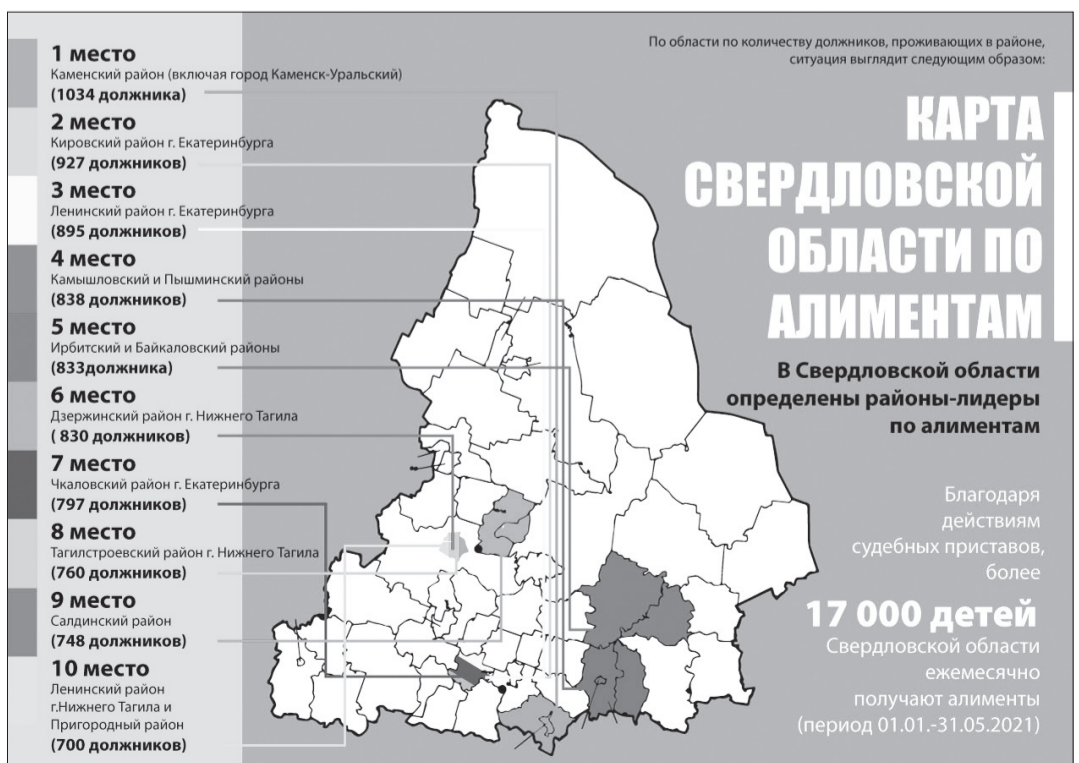 1 место
Каменский район (включая город Каменск-Уральский)
(1034 должника)
2 место
Кировский район г. Екатеринбурга
(927 должников)
3 место
Ленинский район г. Екатеринбурга
(895 должников)
4 место
Камышловский и Пышминский районы
(838 должников)
5 место
Ирбитский и Байкаловский районы
(833должника)
6 место
Дзержинский район г. Нижнего Тагила
( 830 должников)
7 место
Чкаловский район г. Екатеринбурга
(797 должников)
8 место
Тагилстроевский район г. Нижнего Тагила
(760 должников)
9 место
Салдинский район
(748 должников)
10 место
Ленинский район
г.Нижнего Тагила и
Пригородный район
(700 должников)
По области по количеству должников, проживающих в районе,
ситуация выглядит следующим образом:
КАРТА
СВЕРДЛОВСКОЙ
ОБЛАСТИ ПО
АЛИМЕНТАМ
В Свердловской области
определены районы-лидеры
по алиментам
Благодаря
действиям
судебных приставов,
более
17 000 детей
Свердловской области
ежемесячно
получают алименты
(период 01.01.-31.05.2021)